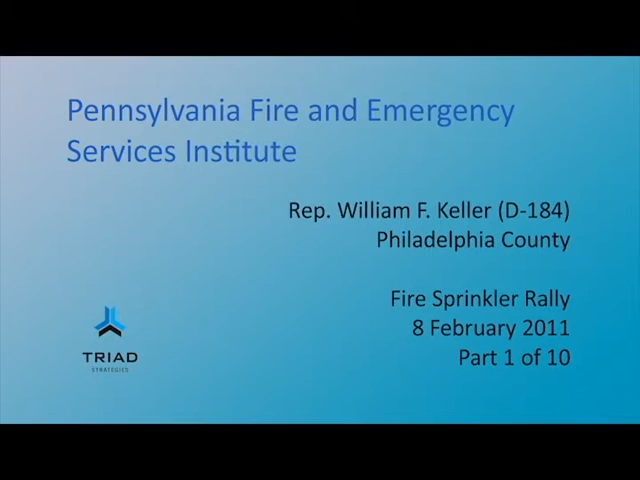 Pennsylvania Fire and Emergency
Services Institute
Rep. William F. Keller (D-184)
Philadelphia County
Fire Sprinkler Rally
8 February 2011
Part 1 of 10
TRIAD
STRATEGIES